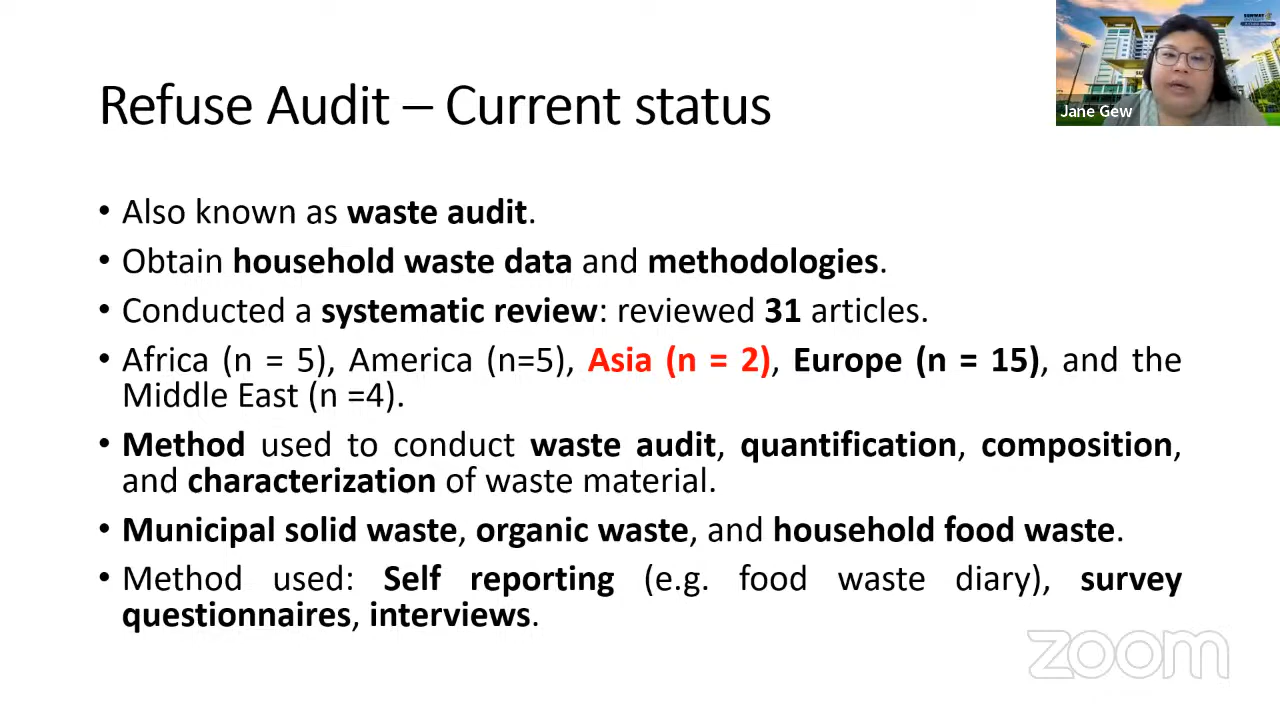 Refuse Audit – Current status
SUNWAY
Jane Gew
• Also known as waste audit.
• Obtain household waste data and methodologies.
• Conducted a systematic review: reviewed 31 articles.
• Africa (n = 5), America (n=5), Asia (n = 2), Europe (n = 15), and the
Middle East (n =4).
• Method used to conduct waste audit, quantification, composition,
and characterization of waste material.
• Municipal solid waste, organic waste, and household food waste.
• Method used: Self reporting (e.g. food waste diary), survey
questionnaires, interviews.
zoom